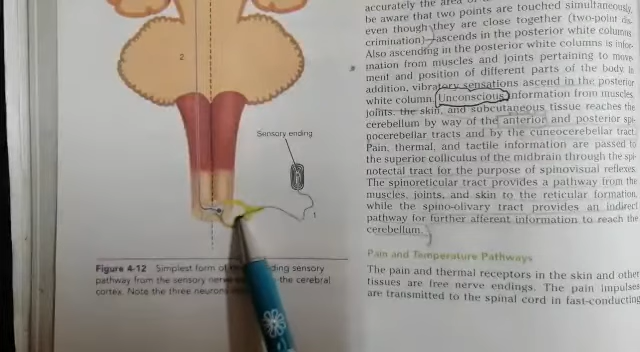 2
Sensory ending
1
Figure 4-12 Simplest form of ding sensory
pathway from the sensory nerve the cerebral
cortex. Note the three neurons
accurately the area of
be aware that two points are touched simultaneously,
even though they are close together (two-point dis-
crimination) ascends in the posterior white columns.
Also ascending in the posterior white columns is infor-
mation from muscles and joints pertaining to move-
ment and position of different parts of the body. In
addition, vibratory sensations ascend in the posterior
white column. Unconscious information from muscles,
joints, the skin, and subcutaneous tissue reaches the
cerebellum by way of the anterior and posterior spi-
nocerebellar tracts and by the cuneocerebellar tract.
Pain, thermal, and tactile information are passed to
the superior colliculus of the midbrain through the spi-
notectal tract for the purpose of spinovisual reflexes.
The spinoreticular tract provides a pathway from the
muscles, joints, and skin to the reticular formation,
while the spino-olivary tract provides an indirect
pathway for further afferent information to reach the
cerebellum.
Pain and Temperature Pathways
The pain and thermal receptors in the skin and other
tissues are free nerve endings. The pain impulses
are transmitted to the spinal cord in fast-conducting